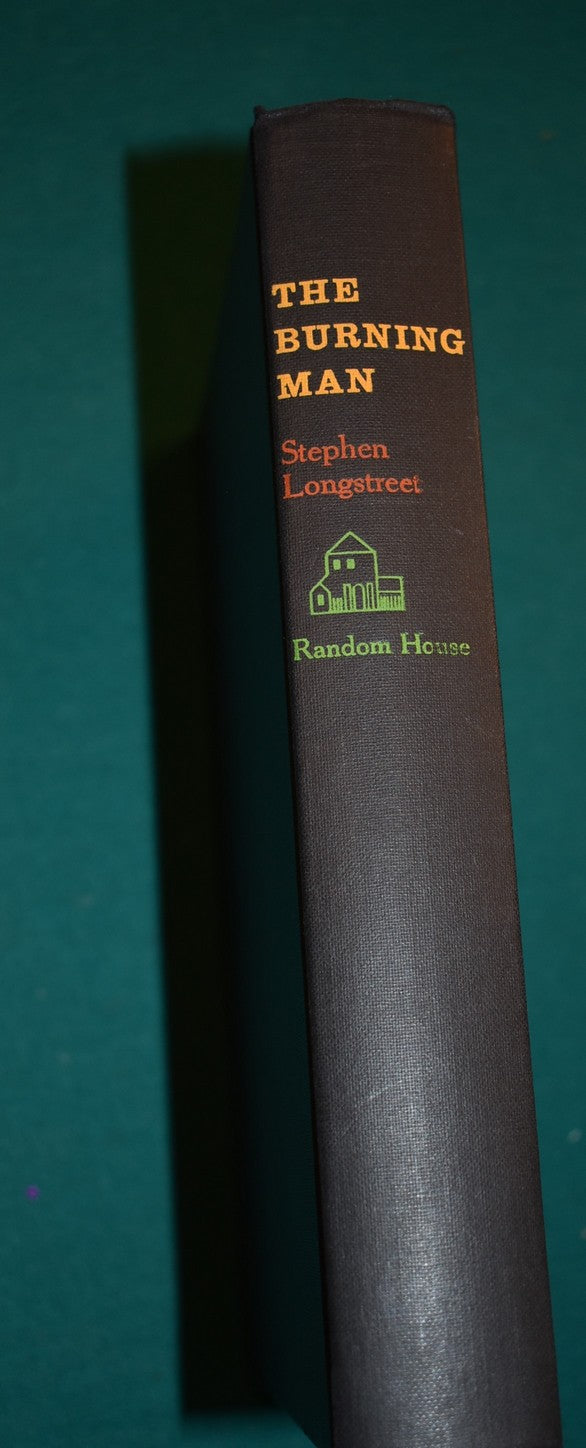 THE
BURNING
MAN
Stephen
Longstreet
Random House